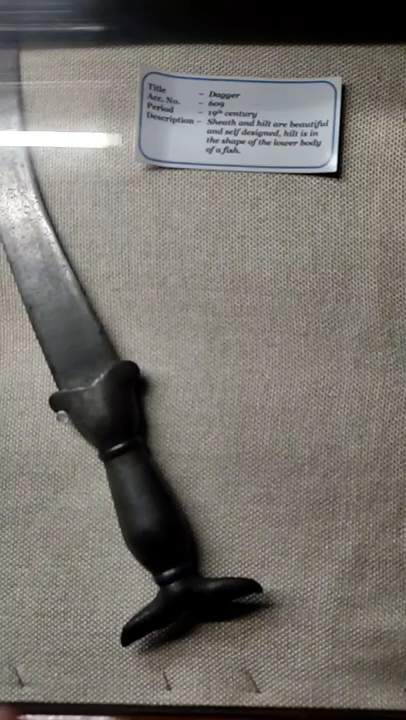 Title - Dagger
Acc. No. - 609
Period - 19th century
Description - Sheath and hilt are beautiful
and self designed, hilt is in
the shape of the lower body
of a fish.